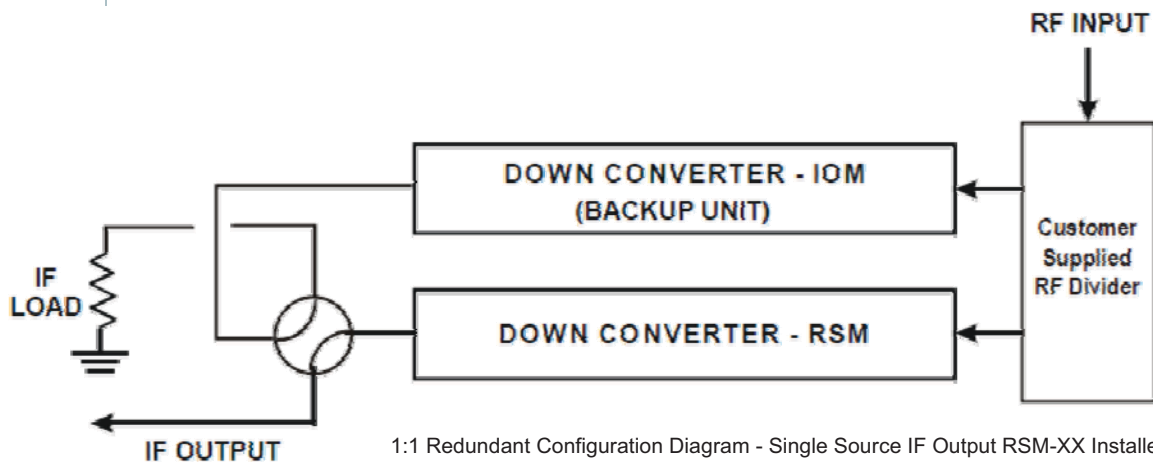 RF INPUT
DOWN CONVERTER - IOM
(BACKUP UNIT)
Customer
Supplied
RF Divider
IF
LOAD
DOWN CONVERTER - RSM
IF OUTPUT
1:1 Redundant Configuration Diagram - Single Source IF Output RSM-XX Installe